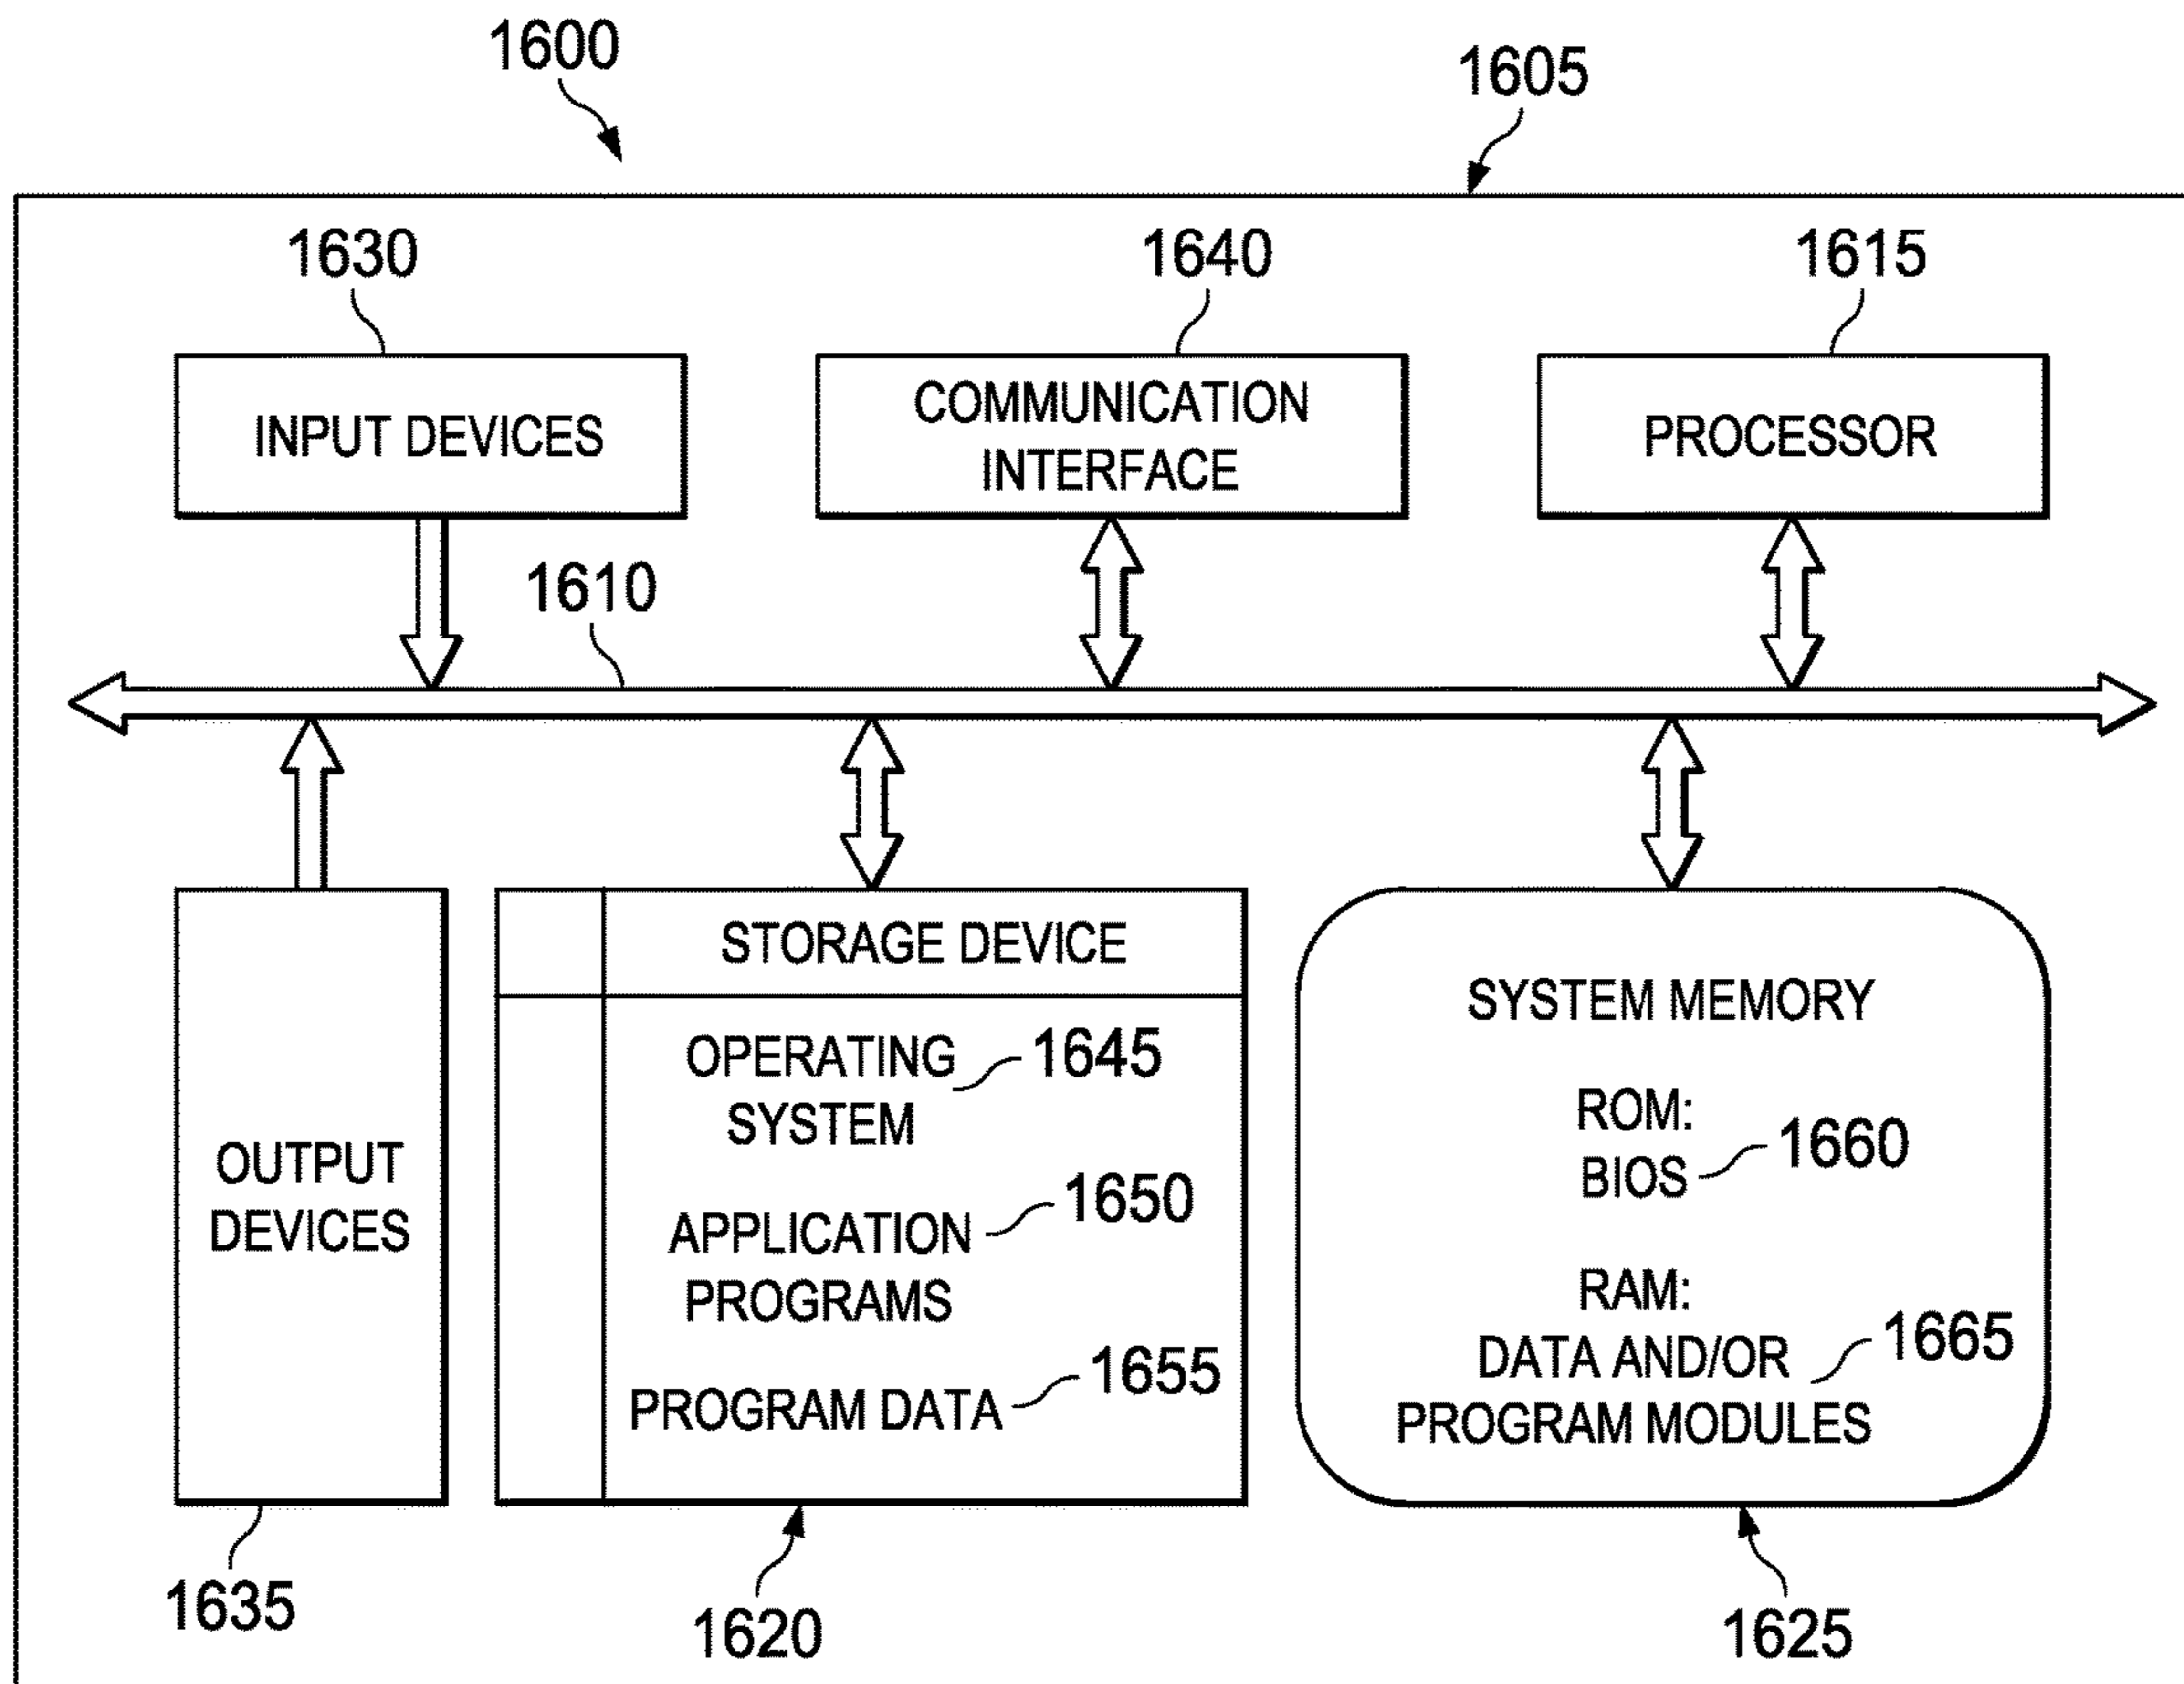 1600
1605
1630
1640
1615
INPUT DEVICES
COMMUNICATION
INTERFACE
PROCESSOR
1610
OUTPUT
DEVICES
1635
STORAGE DEVICE
OPERATING
SYSTEM
1645
APPLICATION
PROGRAMS
1650
PROGRAM DATA
1655
1620
SYSTEM MEMORY
ROM:
BIOS
1660
RAM:
DATA AND/OR
PROGRAM MODULES
1665
1625